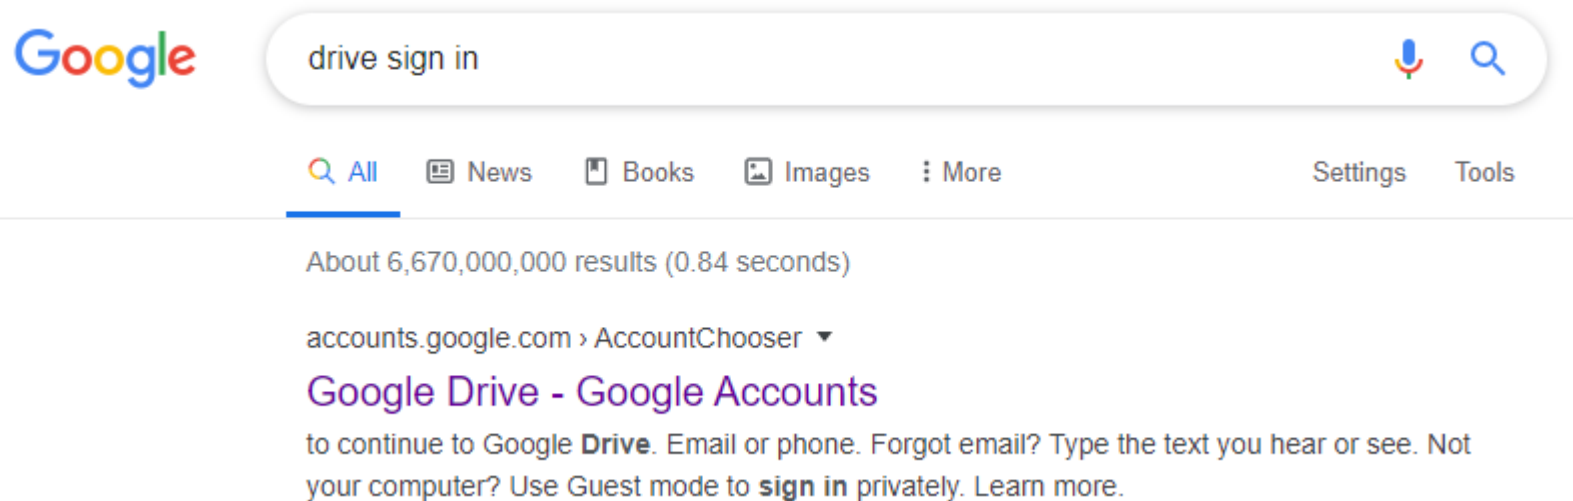 Google
drive sign in
All News Books Images More Settings Tools
About 6,670,000,000 results (0.84 seconds)
accounts.google.com › AccountChooser
Google Drive - Google Accounts
to continue to Google Drive. Email or phone. Forgot email? Type the text you hear or see. Not
your computer? Use Guest mode to sign in privately. Learn more.